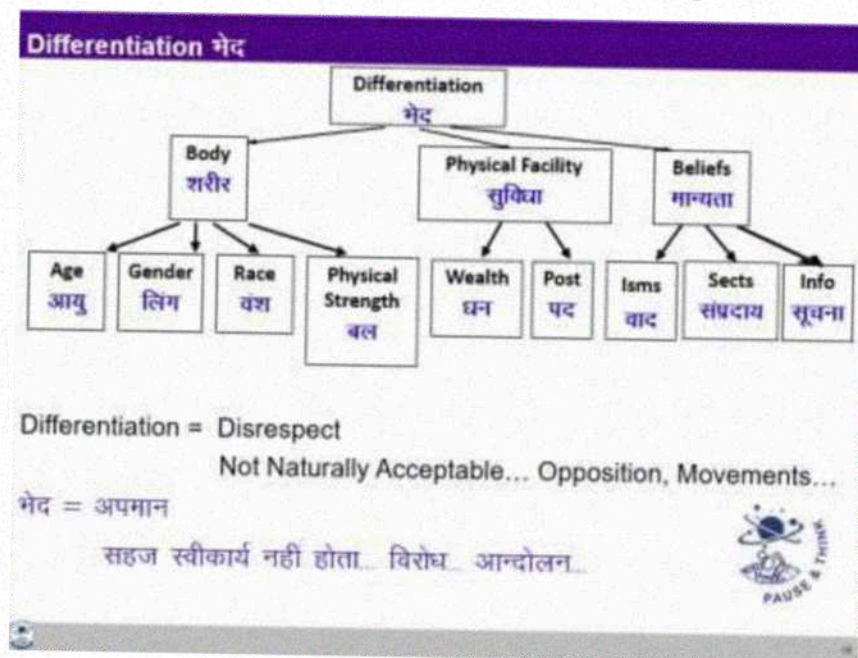 Differentiation भेद
Differentiation
भेद
Body
शरीर
Physical Facility
सुविधा
Beliefs
मान्यता
Age
आयु
Gender
लिंग
Race
वंश
Physical
Strength
बल
Wealth
धन
Post
पद
Isms
वाद
Sects
संप्रदाय
Info
सूचना
Differentiation = Disrespect
Not Naturally Acceptable... Opposition, Movements...
भेद = अपमान
सहज स्वीकार्य नही होता... विरोध... आन्दोलन...
PAUSE & THINK